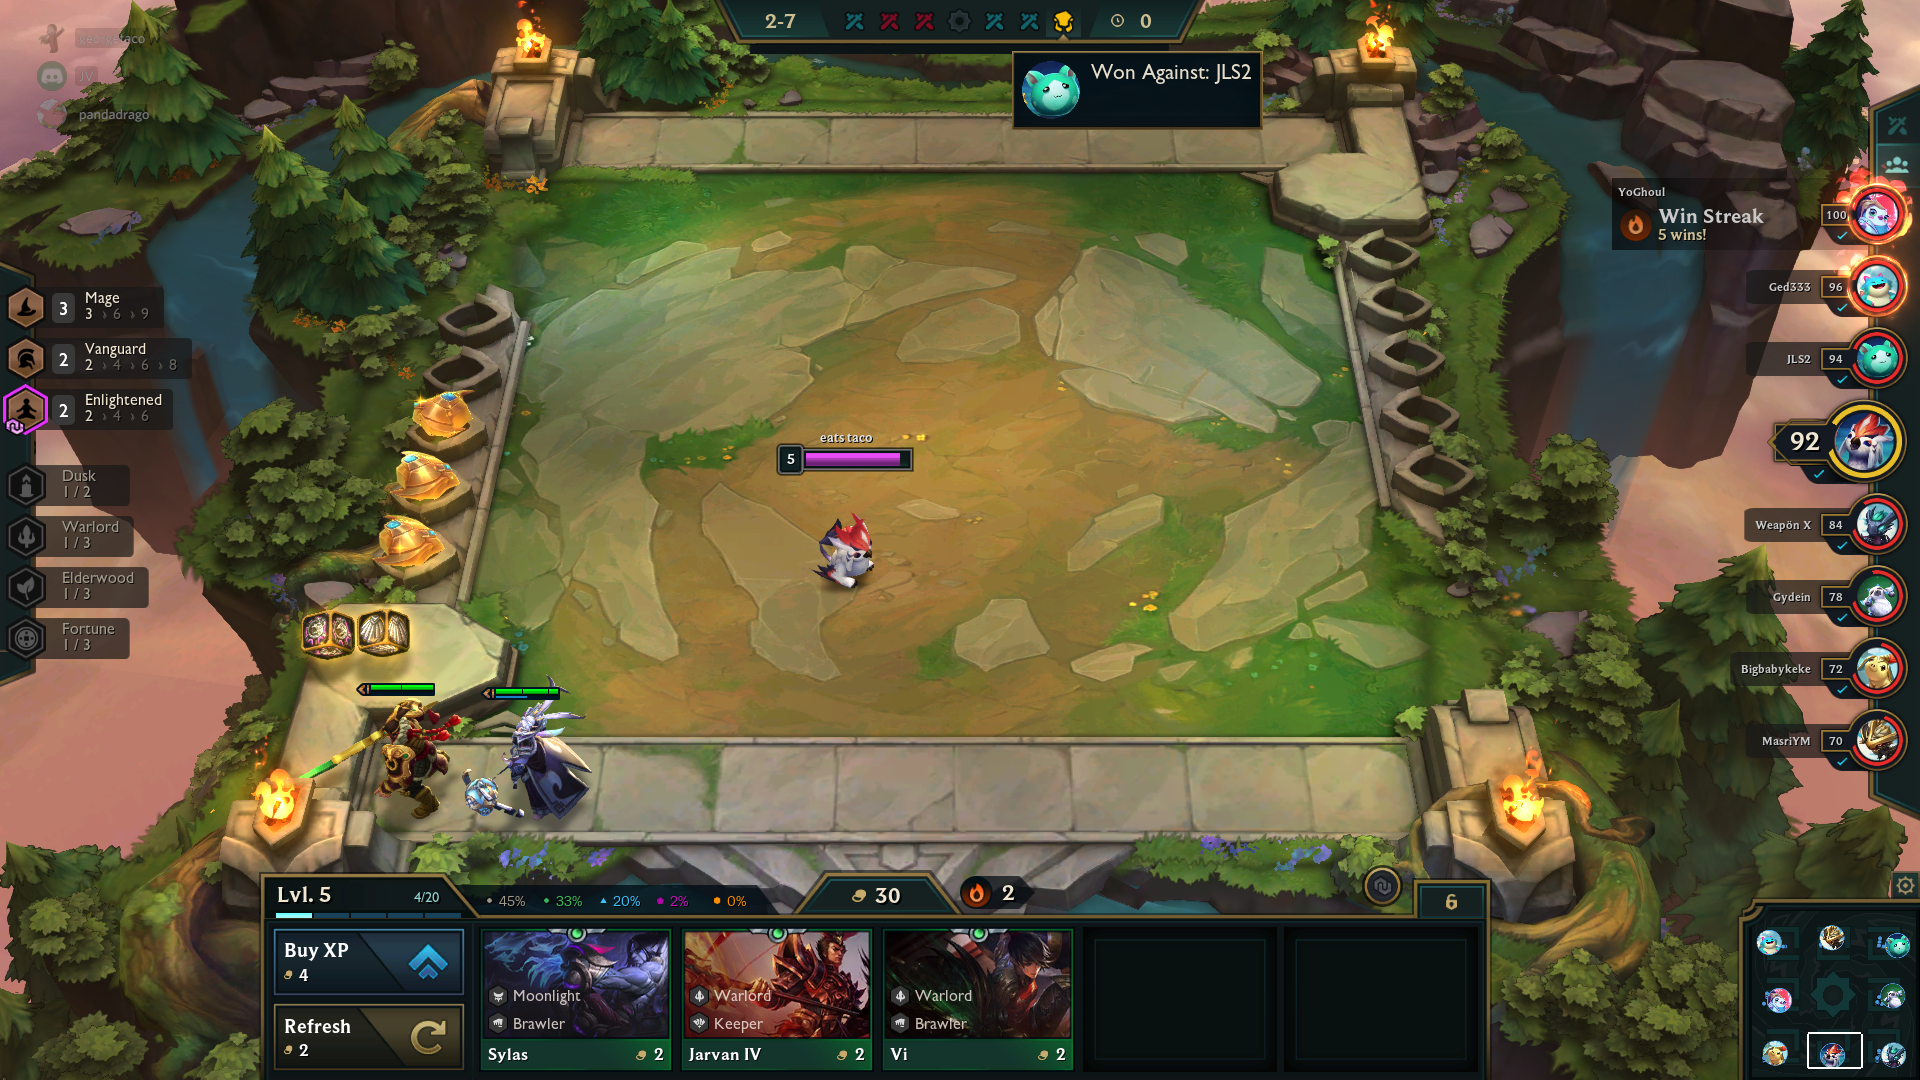 2-7
0
Won Against: JLS2
georgetaco
JV
pandadrago
YoGhoul
Win Streak
5 wins!
100
Ged333
96
JLS2
94
92
Weapön X
84
Gydein
78
Bigbabykeke
72
MasriYM
70
3
Mage
3 › 6 › 9
2
Vanguard
2 › 4 › 6 › 8
2
Enlightened
2 › 4 › 6
Dusk
1 / 2
Warlord
1 / 3
Elderwood
1 / 3
Fortune
1 / 3
eats taco
5
Lvl. 5
4/20
45%
33%
20%
2%
0%
30
2
6
Buy XP
4
Refresh
2
Moonlight
Brawler
Sylas
2
Warlord
Keeper
Jarvan IV
2
Warlord
Brawler
Vi
2